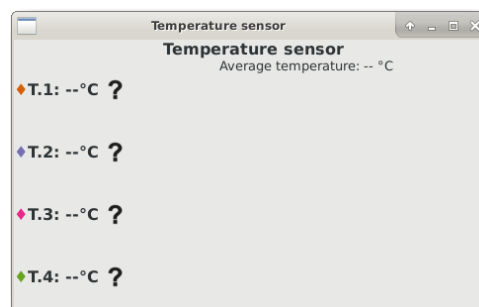 Temperature sensor
Temperature sensor
Average temperature: -- °C
T.1: --°C ?
T.2: --°C ?
T.3: --°C ?
T.4: --°C ?